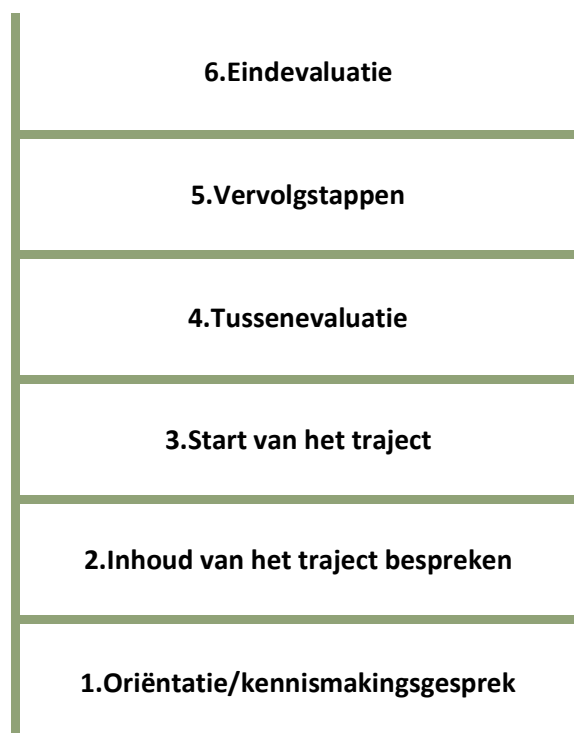 6.Eindevaluatie
5.Vervolgstappen
4.Tussenevaluatie
3.Start van het traject
2.Inhoud van het traject bespreken
1.Oriëntatie/kennismakingsgesprek